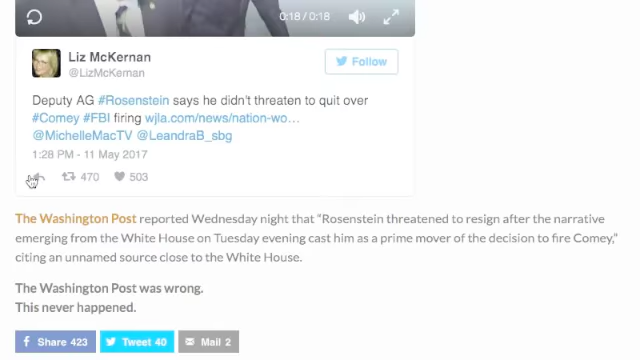 0:18 / 0:18
Liz McKernan
@LizMcKernan
Follow
Deputy AG #Rosenstein says he didn't threaten to quit over
#Comey #FBI firing wjla.com/news/nation-wo…
@MichelleMacTV @LeandraB_sbg
1:28 PM - 11 May 2017
470 503
The Washington Post reported Wednesday night that “Rosenstein threatened to resign after the narrative
emerging from the White House on Tuesday evening cast him as a prime mover of the decision to fire Comey,”
citing an unnamed source close to the White House.
The Washington Post was wrong.
This never happened.
Share 423 Tweet 40 Mail 2